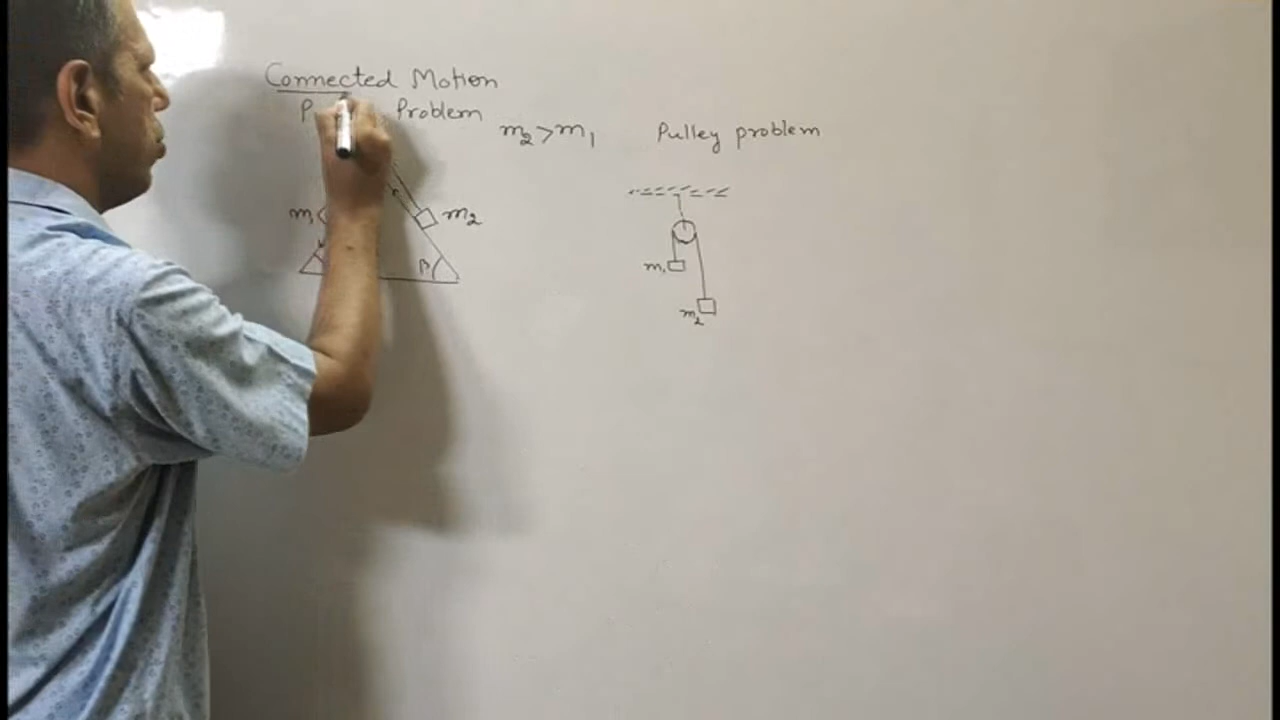 Connected Motion
Problem
m2>m1
Pulley problem
m1
m2
β
m1
m2